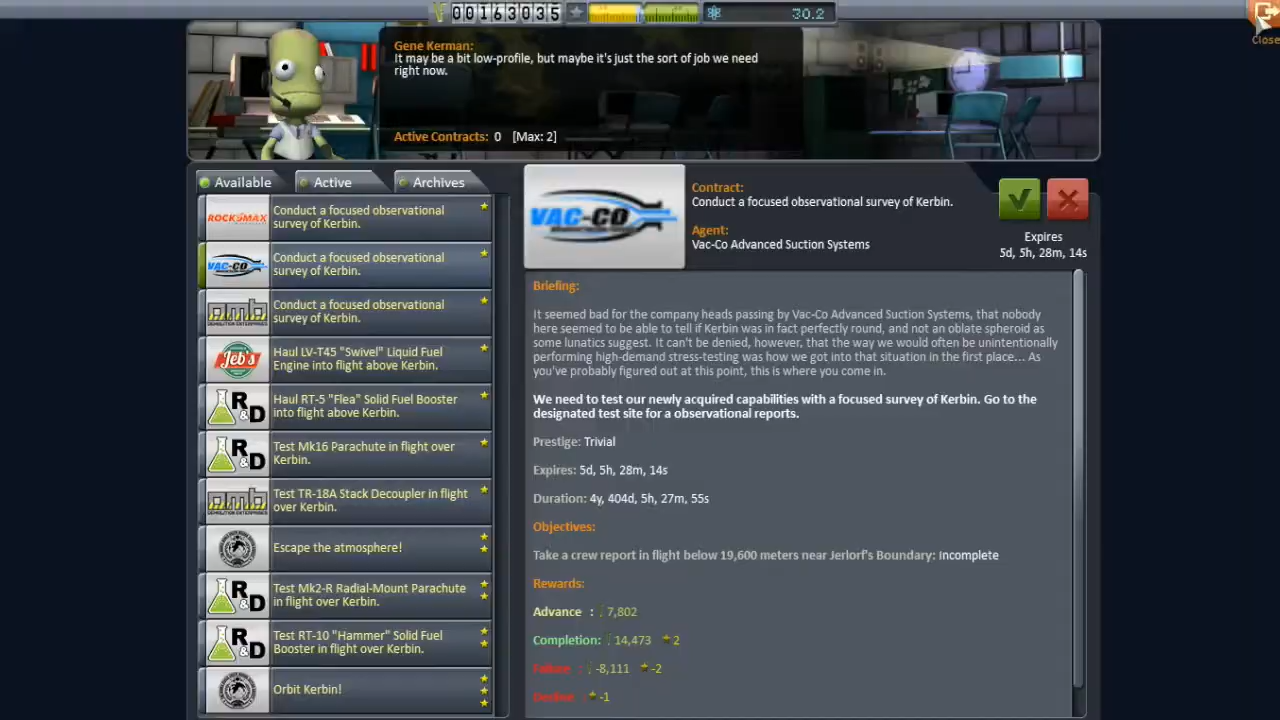 00163035
30.2
Close
Gene Kerman:
It may be a bit low-profile, but maybe it's just the sort of job we need
right now.
Active Contracts: 0 [Max: 2]
Available
Active
Archives
ROCKOMAX
Conduct a focused observational
survey of Kerbin.
VAC-CO
Conduct a focused observational
survey of Kerbin.
omb
DEMOLITION ENTERPRISES
Conduct a focused observational
survey of Kerbin.
Jeb's
Haul LV-T45 "Swivel" Liquid Fuel
Engine into flight above Kerbin.
R&D
Haul RT-5 "Flea" Solid Fuel Booster
into flight above Kerbin.
R&D
Test Mk16 Parachute in flight over
Kerbin.
omb
DEMOLITION ENTERPRISES
Test TR-18A Stack Decoupler in flight
over Kerbin.
Escape the atmosphere!
R&D
Test Mk2-R Radial-Mount Parachute
in flight over Kerbin.
R&D
Test RT-10 "Hammer" Solid Fuel
Booster in flight over Kerbin.
Orbit Kerbin!
VAC-CO
Contract:
Conduct a focused observational survey of Kerbin.
Agent:
Vac-Co Advanced Suction Systems
Expires
5d, 5h, 28m, 14s
Briefing:
It seemed bad for the company heads passing by Vac-Co Advanced Suction Systems, that nobody
here seemed to be able to tell if Kerbin was in fact perfectly round, and not an oblate spheroid as
some lunatics suggest. It can't be denied, however, that the way we would often be unintentionally
performing high-demand stress-testing was how we got into that situation in the first place... As
you've probably figured out at this point, this is where you come in.
We need to test our newly acquired capabilities with a focused survey of Kerbin. Go to the
designated test site for a observational reports.
Prestige: Trivial
Expires: 5d, 5h, 28m, 14s
Duration: 4y, 404d, 5h, 27m, 55s
Objectives:
Take a crew report in flight below 19,600 meters near Jerlorf's Boundary: Incomplete
Rewards:
Advance : 7,802
Completion: 14,473 2
Failure : -8,111 -2
Decline : -1